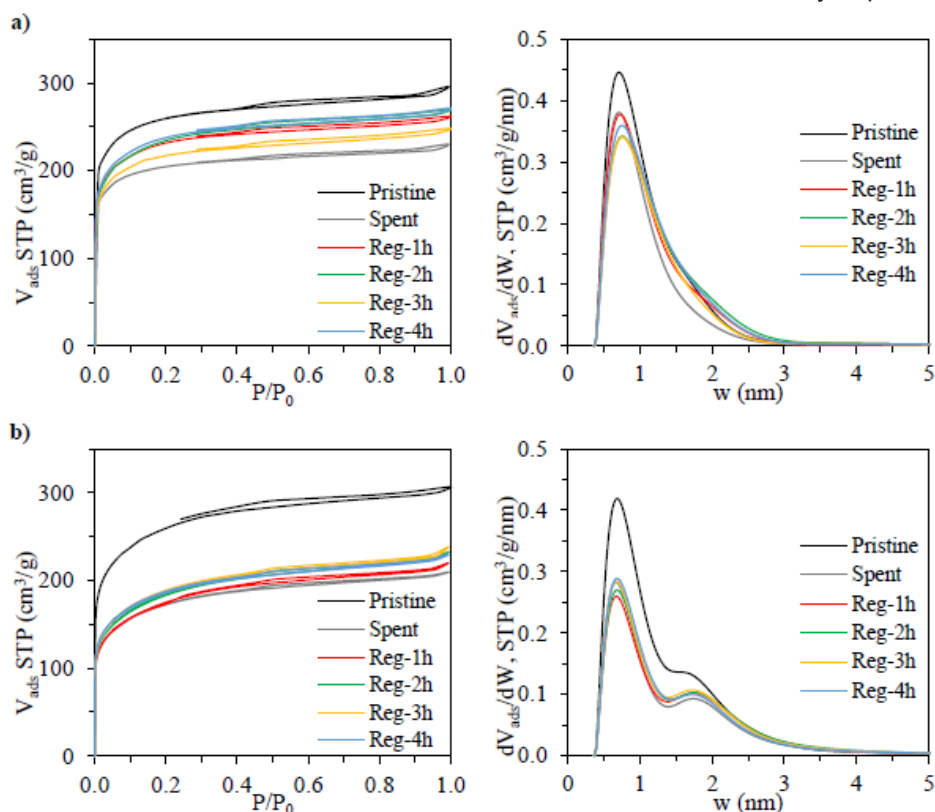 a)
V_ads STP (cm³/g)
300
200
100
0
0.0 0.2 0.4 0.6 0.8 1.0
P/P₀
Pristine
Spent
Reg-1h
Reg-2h
Reg-3h
Reg-4h
dV_ads/dW, STP (cm³/g/nm)
0.5
0.4
0.3
0.2
0.1
0.0
0 1 2 3 4 5
w (nm)
Pristine
Spent
Reg-1h
Reg-2h
Reg-3h
Reg-4h
b)
V_ads STP (cm³/g)
300
200
100
0
0.0 0.2 0.4 0.6 0.8 1.0
P/P₀
Pristine
Spent
Reg-1h
Reg-2h
Reg-3h
Reg-4h
dV_ads/dW, STP (cm³/g/nm)
0.5
0.4
0.3
0.2
0.1
0.0
0 1 2 3 4 5
w (nm)
Pristine
Spent
Reg-1h
Reg-2h
Reg-3h
Reg-4h